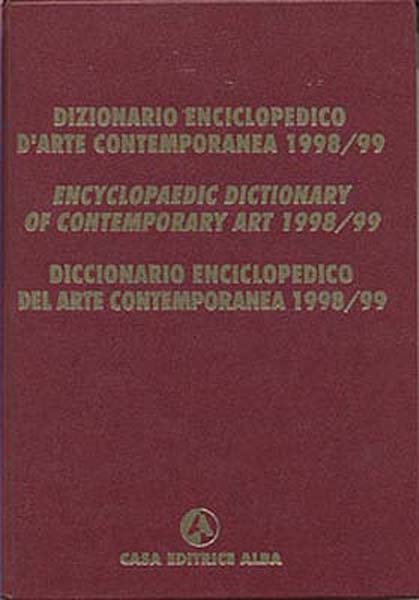 DIZIONARIO ENCICLOPEDICO
D'ARTE CONTEMPORANEA 1998/99
ENCYCLOPAEDIC DICTIONARY
OF CONTEMPORARY ART 1998/99
DICCIONARIO ENCICLOPEDICO
DEL ARTE CONTEMPORANEA 1998/99
A
CASA EDITRICE ALBA